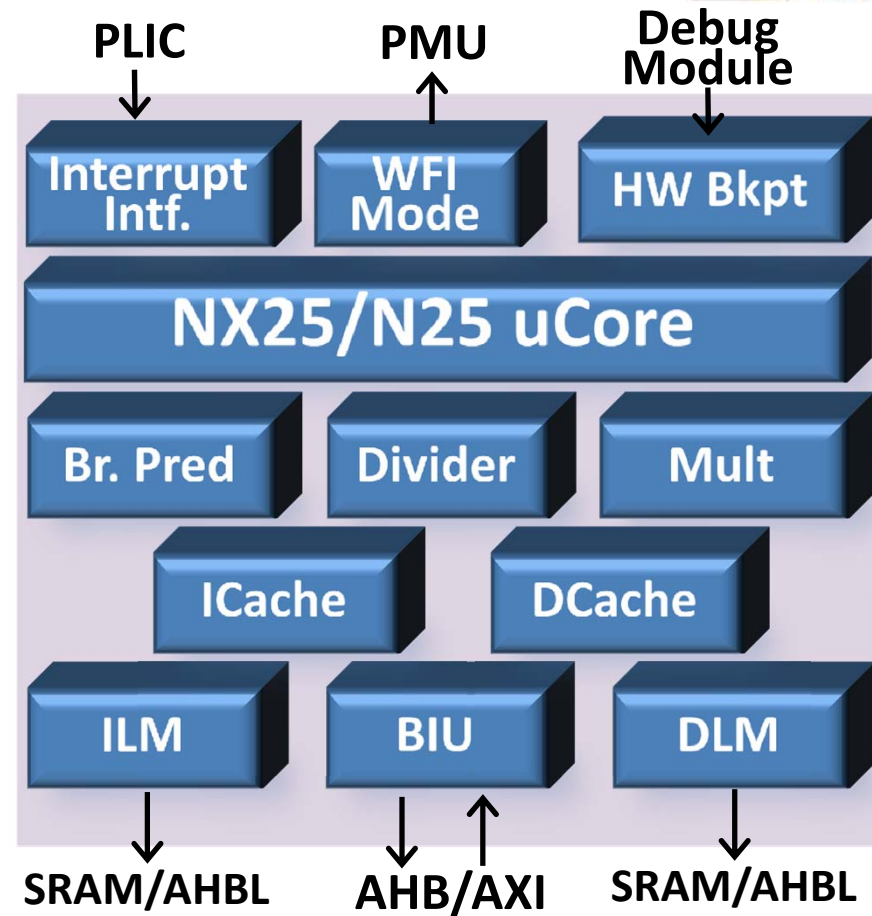 PLIC
PMU
Debug
Module
Interrupt
Intf.
WFI
Mode
HW Bkpt
NX25/N25 uCore
Br. Pred
Divider
Mult
ICache
DCache
ILM
BIU
DLM
SRAM/AHBL
AHB/AXI
SRAM/AHBL